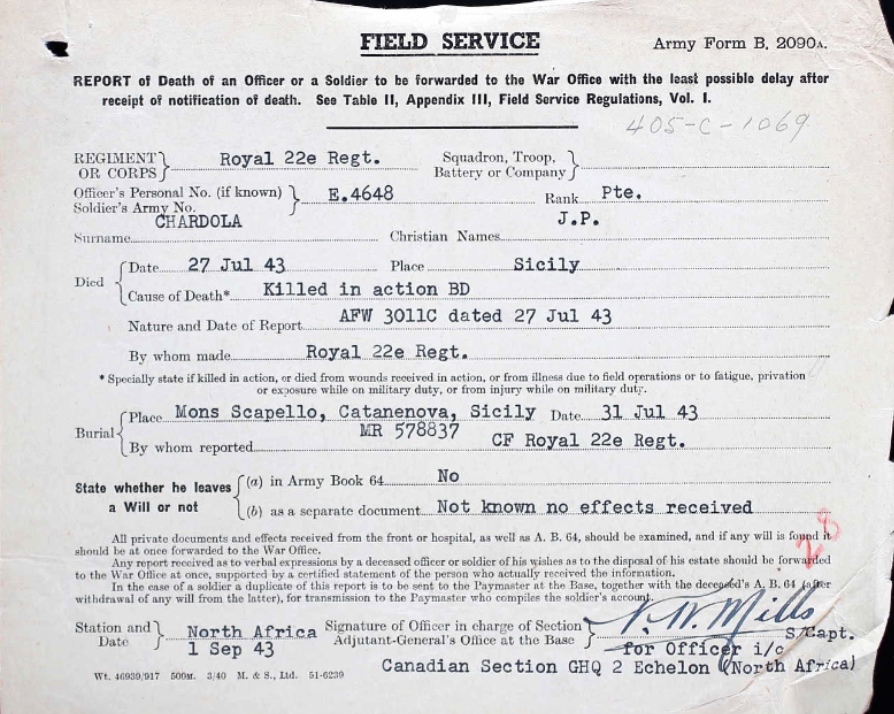 FIELD SERVICE
Army Form B. 2090A.
REPORT of Death of an Officer or a Soldier to be forwarded to the War Office with the least possible delay after
receipt of notification of death. See Table II, Appendix III, Field Service Regulations, Vol. I.
405-C-1069
REGIMENT OR CORPS } Royal 22e Regt. Squadron, Troop, Battery or Company }
Officer's Personal No. (if known) Soldier's Army No. } E.4648 Rank Pte.
Surname CHARDOLA Christian Names J.P.
Died { Date 27 Jul 43 Place Sicily
Cause of Death* Killed in action BD
Nature and Date of Report AFW 3011C dated 27 Jul 43
By whom made Royal 22e Regt.
* Specially state if killed in action, or died from wounds received in action, or from illness due to field operations or to fatigue, privation
or exposure while on military duty, or from injury while on military duty.
Burial { Place Mons Scapello, Catanenova, Sicily Date 31 Jul 43
MR 578837
By whom reported CF Royal 22e Regt.
State whether he leaves a Will or not { (a) in Army Book 64 No
(b) as a separate document Not known no effects received
28
All private documents and effects received from the front or hospital, as well as A. B. 64, should be examined, and if any will is found it
should be at once forwarded to the War Office.
Any report received as to verbal expressions by a deceased officer or soldier of his wishes as to the disposal of his estate should be forwarded
to the War Office at once, supported by a certified statement of the person who actually received the information.
In the case of a soldier a duplicate of this report is to be sent to the Paymaster at the Base, together with the deceased's A. B. 64 (after
withdrawal of any will from the latter), for transmission to the Paymaster who compiles the soldier's account.
Station and Date } North Africa 1 Sep 43 Signature of Officer in charge of Section Adjutant-General's Office at the Base } Mills S/Capt.
for Officer i/c
Canadian Section GHQ 2 Echelon (North Africa)
Wt. 46930/917 500m. 3/40 M. & S., Ltd. 51-6239